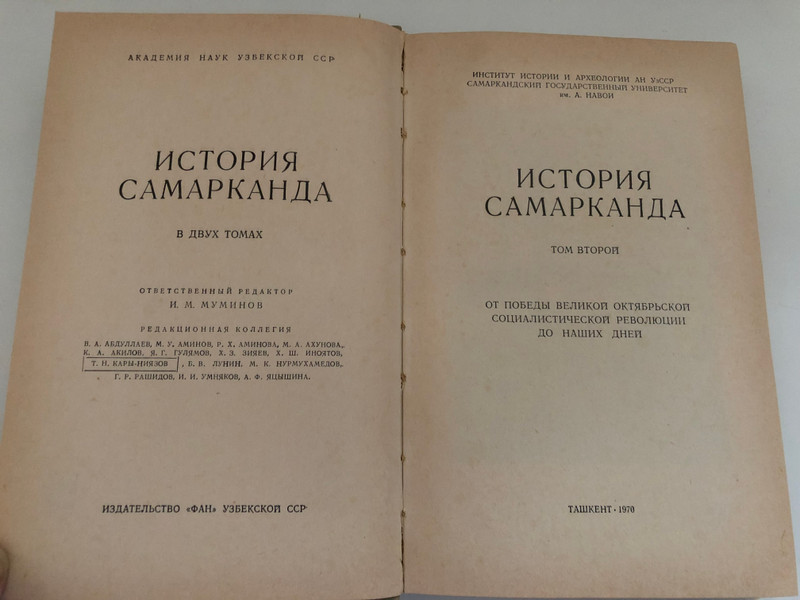 АКАДЕМИЯ НАУК УЗБЕКСКОЙ ССР
ИСТОРИЯ
САМАРКАНДА
В ДВУХ ТОМАХ
ОТВЕТСТВЕННЫЙ РЕДАКТОР
И. М. МУМИНОВ
РЕДАКЦИОННАЯ КОЛЛЕГИЯ
В. А. АБДУЛЛАЕВ, М. У. АМИНОВ, Р. Х. АМИНОВА, М. А. АХУНОВА,
К. А. АКИЛОВ, Я. Г. ГУЛЯМОВ, Х. З. ЗИЯЕВ, Х. Ш. ИНОЯТОВ,
Т. Н. КАРЫ-НИЯЗОВ, Б. В. ЛУНИН, М. К. НУРМУХАМЕДОВ,
Г. Р. РАШИДОВ, И. И. УМНЯКОВ, А. Ф. ЯЦЫШИНА.
ИЗДАТЕЛЬСТВО «ФАН» УЗБЕКСКОЙ ССР
ИНСТИТУТ ИСТОРИИ И АРХЕОЛОГИИ АН УзССР
САМАРКАНДСКИЙ ГОСУДАРСТВЕННЫЙ УНИВЕРСИТЕТ
им. А. НАВОИ
ИСТОРИЯ
САМАРКАНДА
ТОМ ВТОРОЙ
ОТ ПОБЕДЫ ВЕЛИКОЙ ОКТЯБРЬСКОЙ
СОЦИАЛИСТИЧЕСКОЙ РЕВОЛЮЦИИ
ДО НАШИХ ДНЕЙ
ТАШКЕНТ · 1970